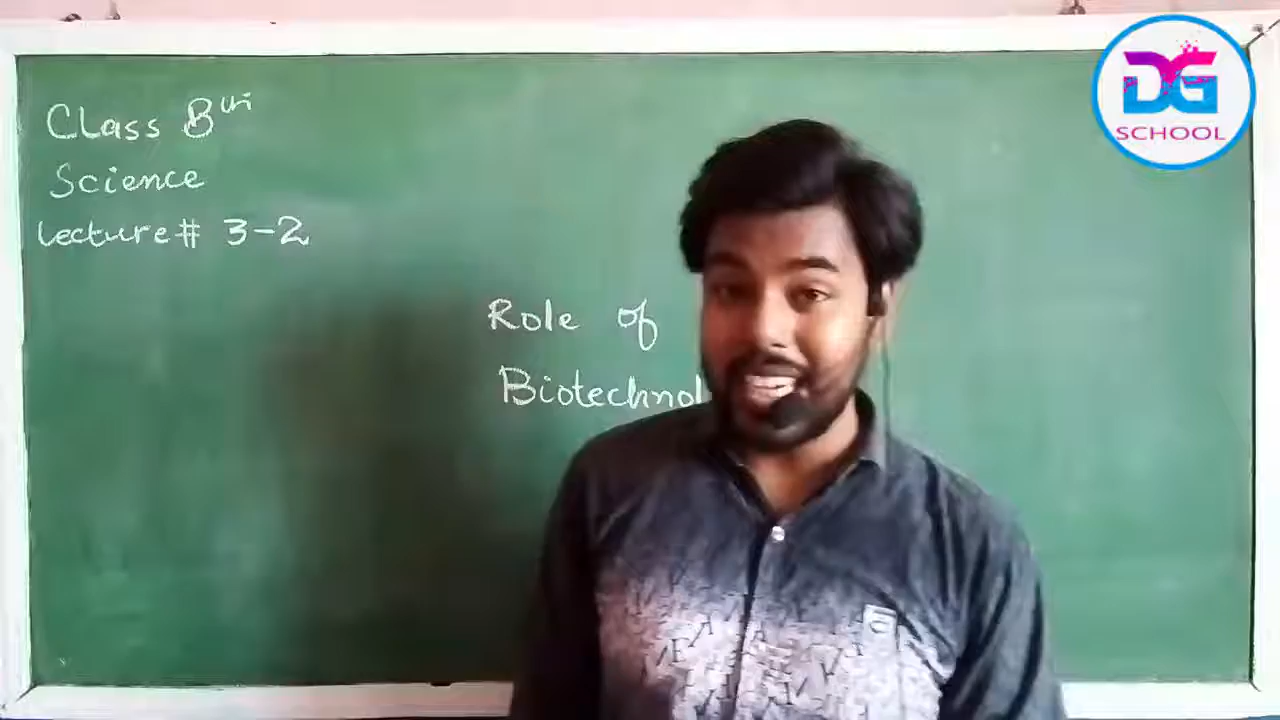 Class 8th
Science
Lecture# 3-2
Role of
Biotechnol
DG
SCHOOL